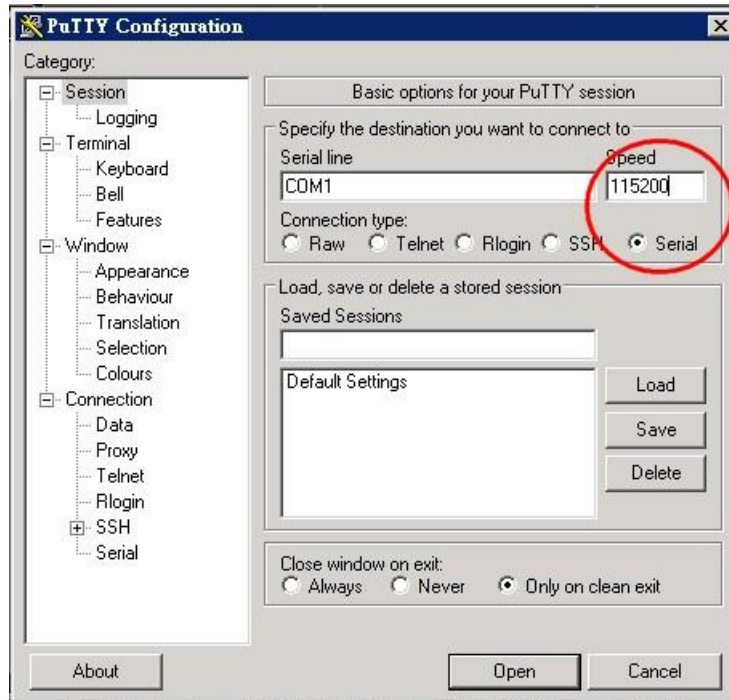 PuTTY Configuration
Category:
Session
Logging
Terminal
Keyboard
Bell
Features
Window
Appearance
Behaviour
Translation
Selection
Colours
Connection
Data
Proxy
Telnet
Rlogin
SSH
Serial
Basic options for your PuTTY session
Specify the destination you want to connect to
Serial line Speed
COM1 115200
Connection type:
Raw Telnet Rlogin SSH Serial
Load, save or delete a stored session
Saved Sessions
Default Settings
Load
Save
Delete
Close window on exit:
Always Never Only on clean exit
About Open Cancel